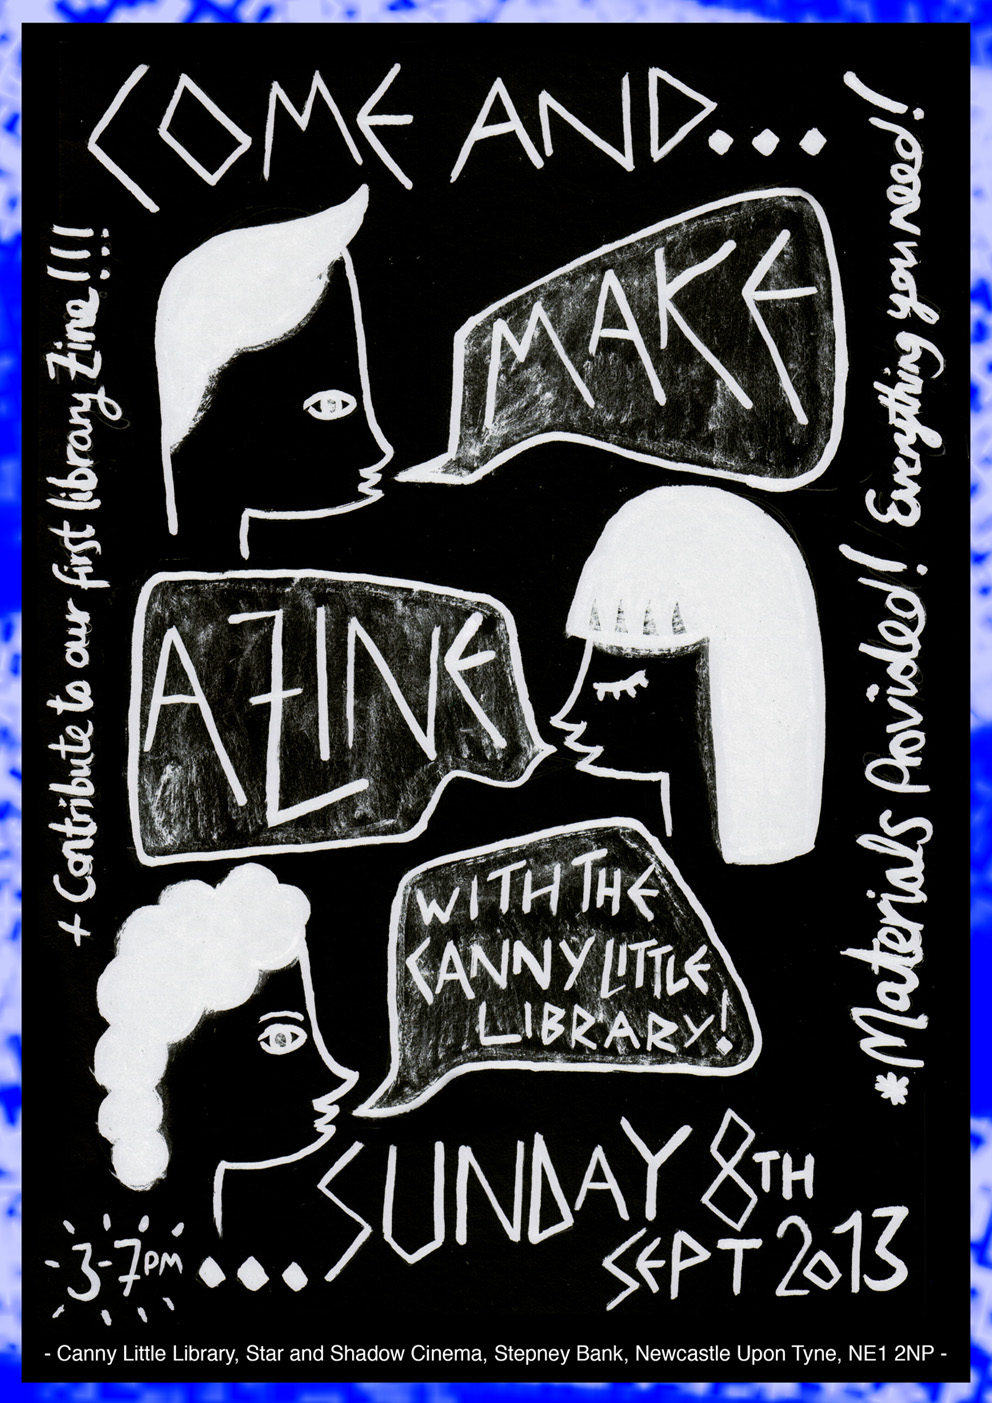 COME AND...
MAKE
A ZINE
WITH THE
CANNY LITTLE
LIBRARY!
SUNDAY 8TH
SEPT 2013
3-7PM ...
+ Contribute to our first library Zine!!!
*Materials Provided! Everything you need!
- Canny Little Library, Star and Shadow Cinema, Stepney Bank, Newcastle Upon Tyne, NE1 2NP -